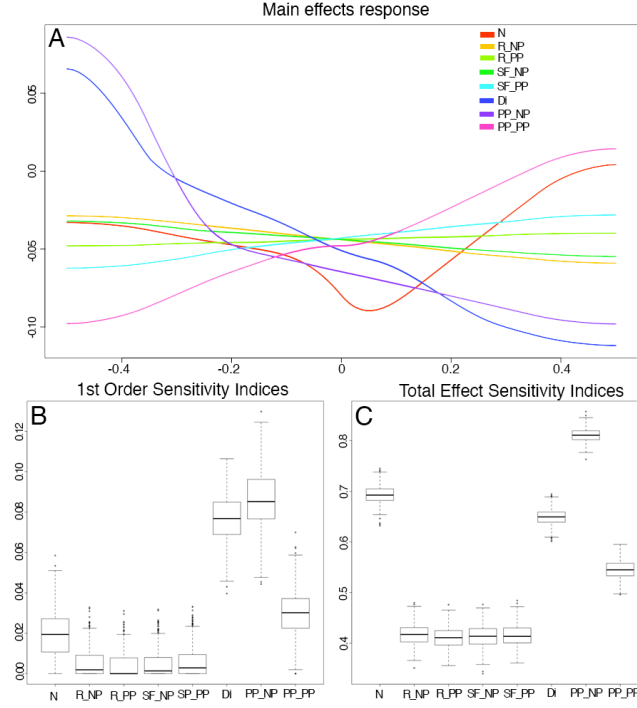 Main effects response
A
N
R_NP
R_PP
SF_NP
SF_PP
Di
PP_NP
PP_PP
0.05
0.0
-0.05
-0.10
-0.4 -0.2 0 0.2 0.4
1st Order Sensitivity Indices
B
0.12
0.10
0.08
0.06
0.04
0.02
0.00
N R_NP R_PP SF_NP SP_PP Di PP_NP PP_PP
Total Effect Sensitivity Indices
C
0.8
0.7
0.6
0.5
0.4
N R_NP R_PP SF_NP SF_PP Di PP_NP PP_PP